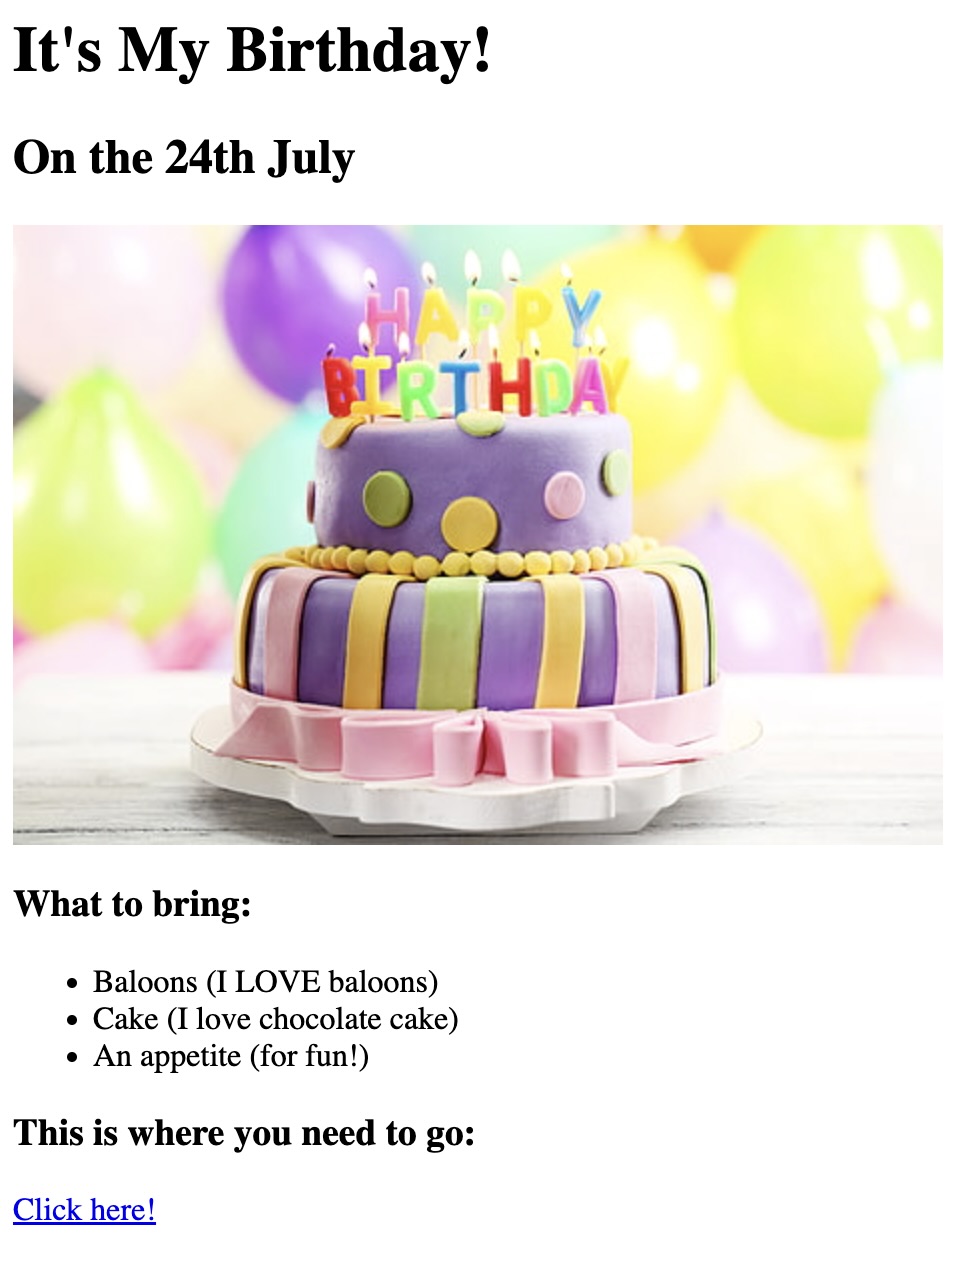 It's My Birthday!
On the 24th July
HAPPY
BIRTHDAY
What to bring:
Baloons (I LOVE baloons)
Cake (I love chocolate cake)
An appetite (for fun!)
This is where you need to go:
Click here!